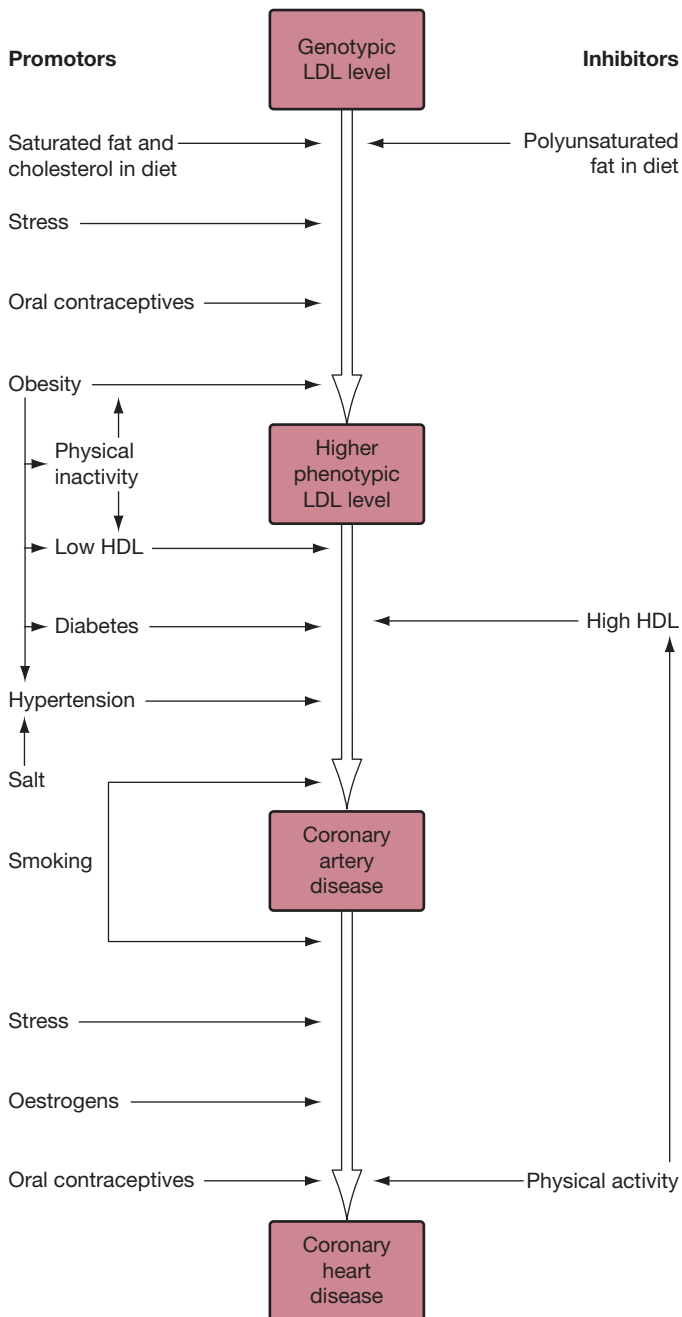 Promotors
Genotypic
LDL level
Inhibitors
Saturated fat and
cholesterol in diet
Polyunsaturated
fat in diet
Stress
Oral contraceptives
Obesity
Physical
inactivity
Higher
phenotypic
LDL level
Low HDL
Diabetes
High HDL
Hypertension
Salt
Smoking
Coronary
artery
disease
Stress
Oestrogens
Oral contraceptives
Physical activity
Coronary
heart
disease